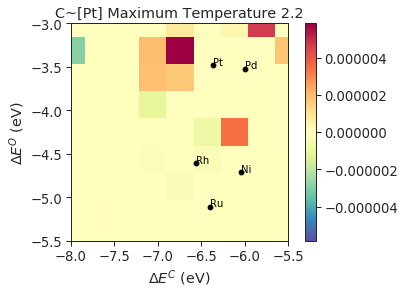 C~[Pt] Maximum Temperature 2.2
−3.0
−3.5
−4.0
−4.5
−5.0
−5.5
ΔE^O (eV)
Pt
Pd
Rh
Ni
Ru
−8.0 −7.5 −7.0 −6.5 −6.0 −5.5
ΔE^C (eV)
0.000004
0.000002
0.000000
−0.000002
−0.000004